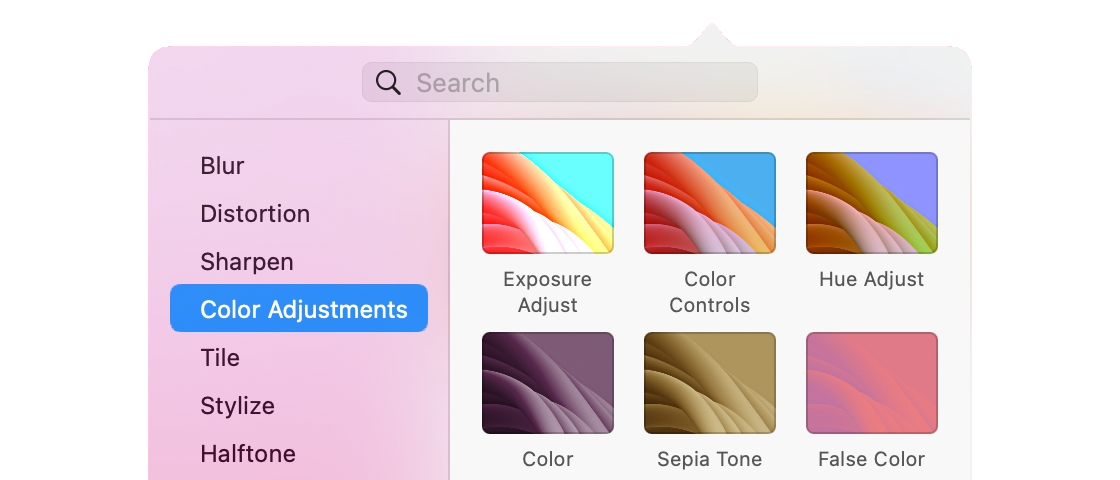 Search
Blur
Distortion
Sharpen
Color Adjustments
Tile
Stylize
Halftone
Exposure
Adjust
Color
Controls
Hue Adjust
Color
Sepia Tone
False Color